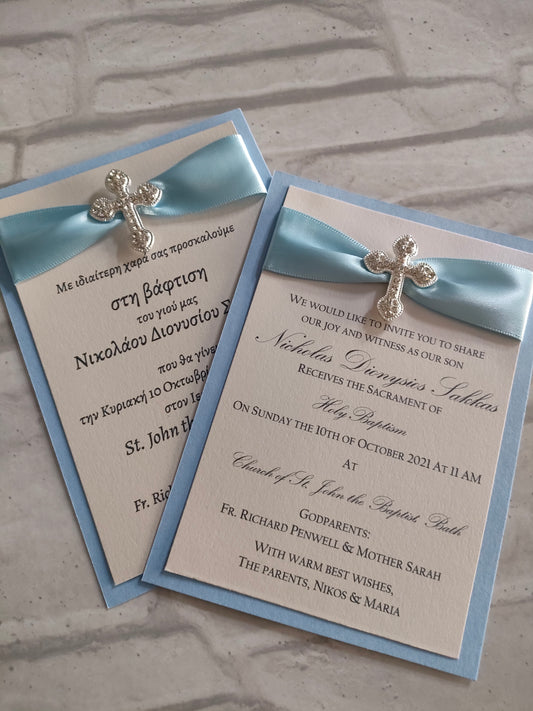 Με ιδιαίτερη χαρά σας προσκαλούμε
στη βάφτιση
του γιού μας
Νικολάου Διονυσίου
που θα γίνει
την Κυριακή 10
στον
St. John
Fr.
We would like to invite you to share
our joy and witness as our son
Nicholas Dionysios Sakkas
Receives the Sacrament of
Holy Baptism
On Sunday the 10th of October 2021 at 11 am
At
Church of St. John the Baptist, Bath
Godparents:
Fr. Richard Penwell & Mother Sarah
With warm best wishes,
The parents, Nikos & Maria